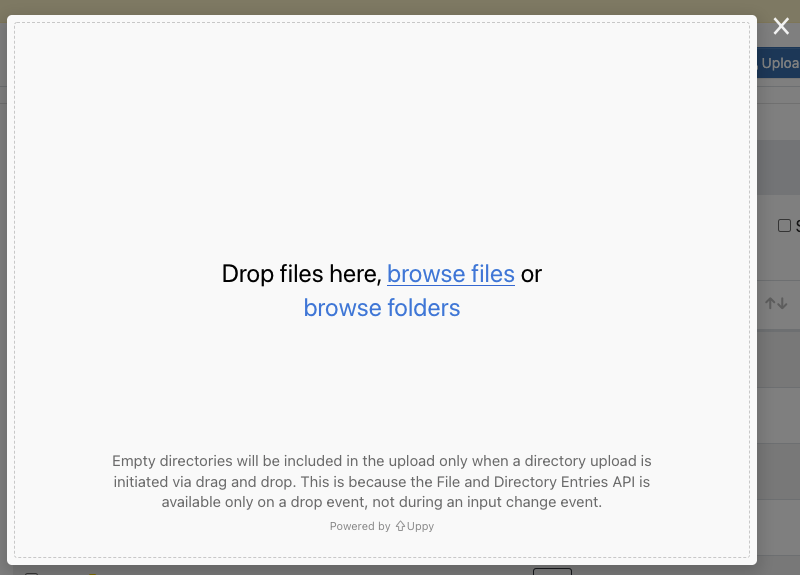 Uploa
S
Drop files here, browse files or
browse folders
Empty directories will be included in the upload only when a directory upload is
initiated via drag and drop. This is because the File and Directory Entries API is
available only on a drop event, not during an input change event.
Powered by Uppy